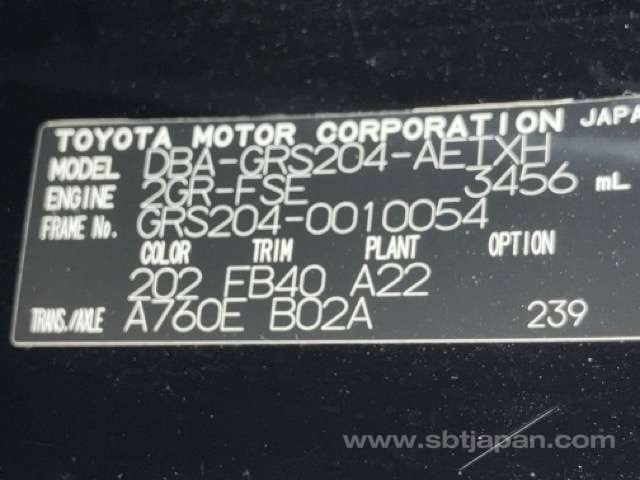 TOYOTA MOTOR CORPORATION JAPA
MODEL DBA-GRS204-AETXH
ENGINE 2GR-FSE 3456 mL
FRAME No. GRS204-0010054
COLOR TRIM PLANT OPTION
202 FB40 A22
TRANS./AXLE A760E B02A 239
www.sbtjapan.com